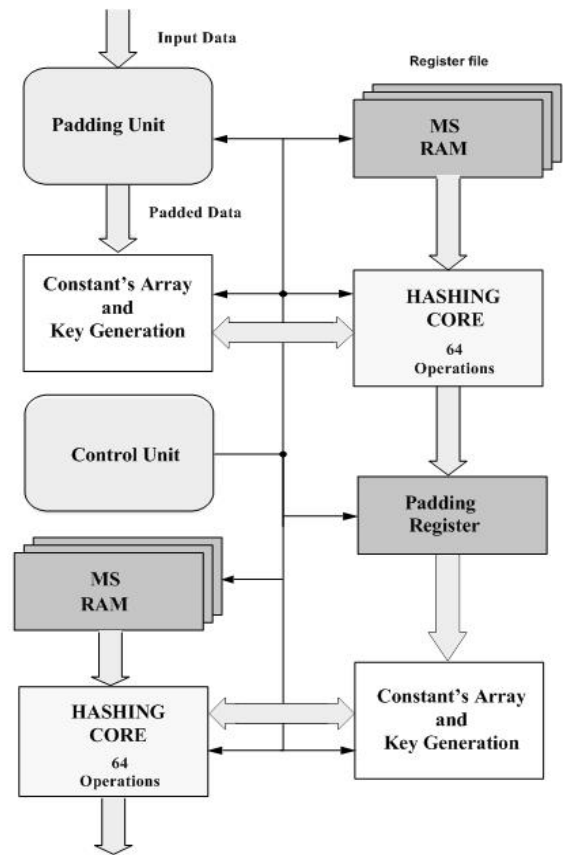 Input Data
Padding Unit
Padded Data
Constant's Array
and
Key Generation
Register file
MS
RAM
HASHING
CORE
64
Operations
Control Unit
Padding
Register
MS
RAM
HASHING
CORE
64
Operations
Constant's Array
and
Key Generation